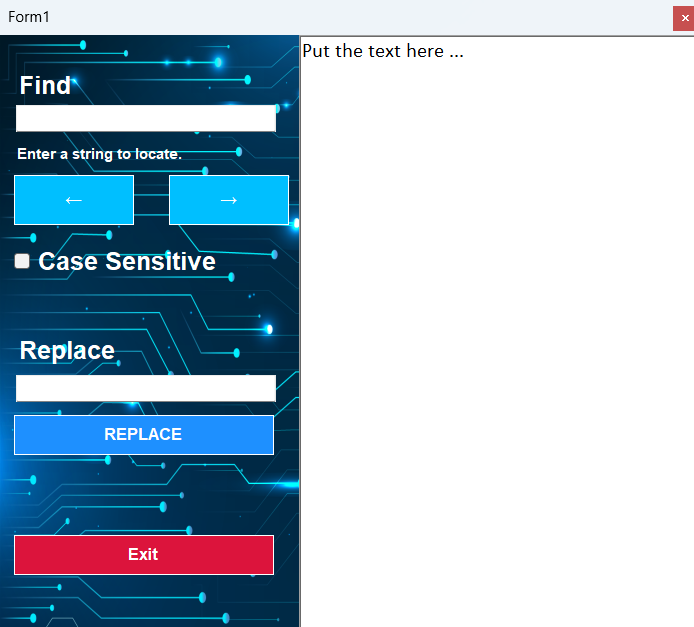 Form1
Find
Enter a string to locate.
← →
Case Sensitive
Replace
REPLACE
Exit
Put the text here ...